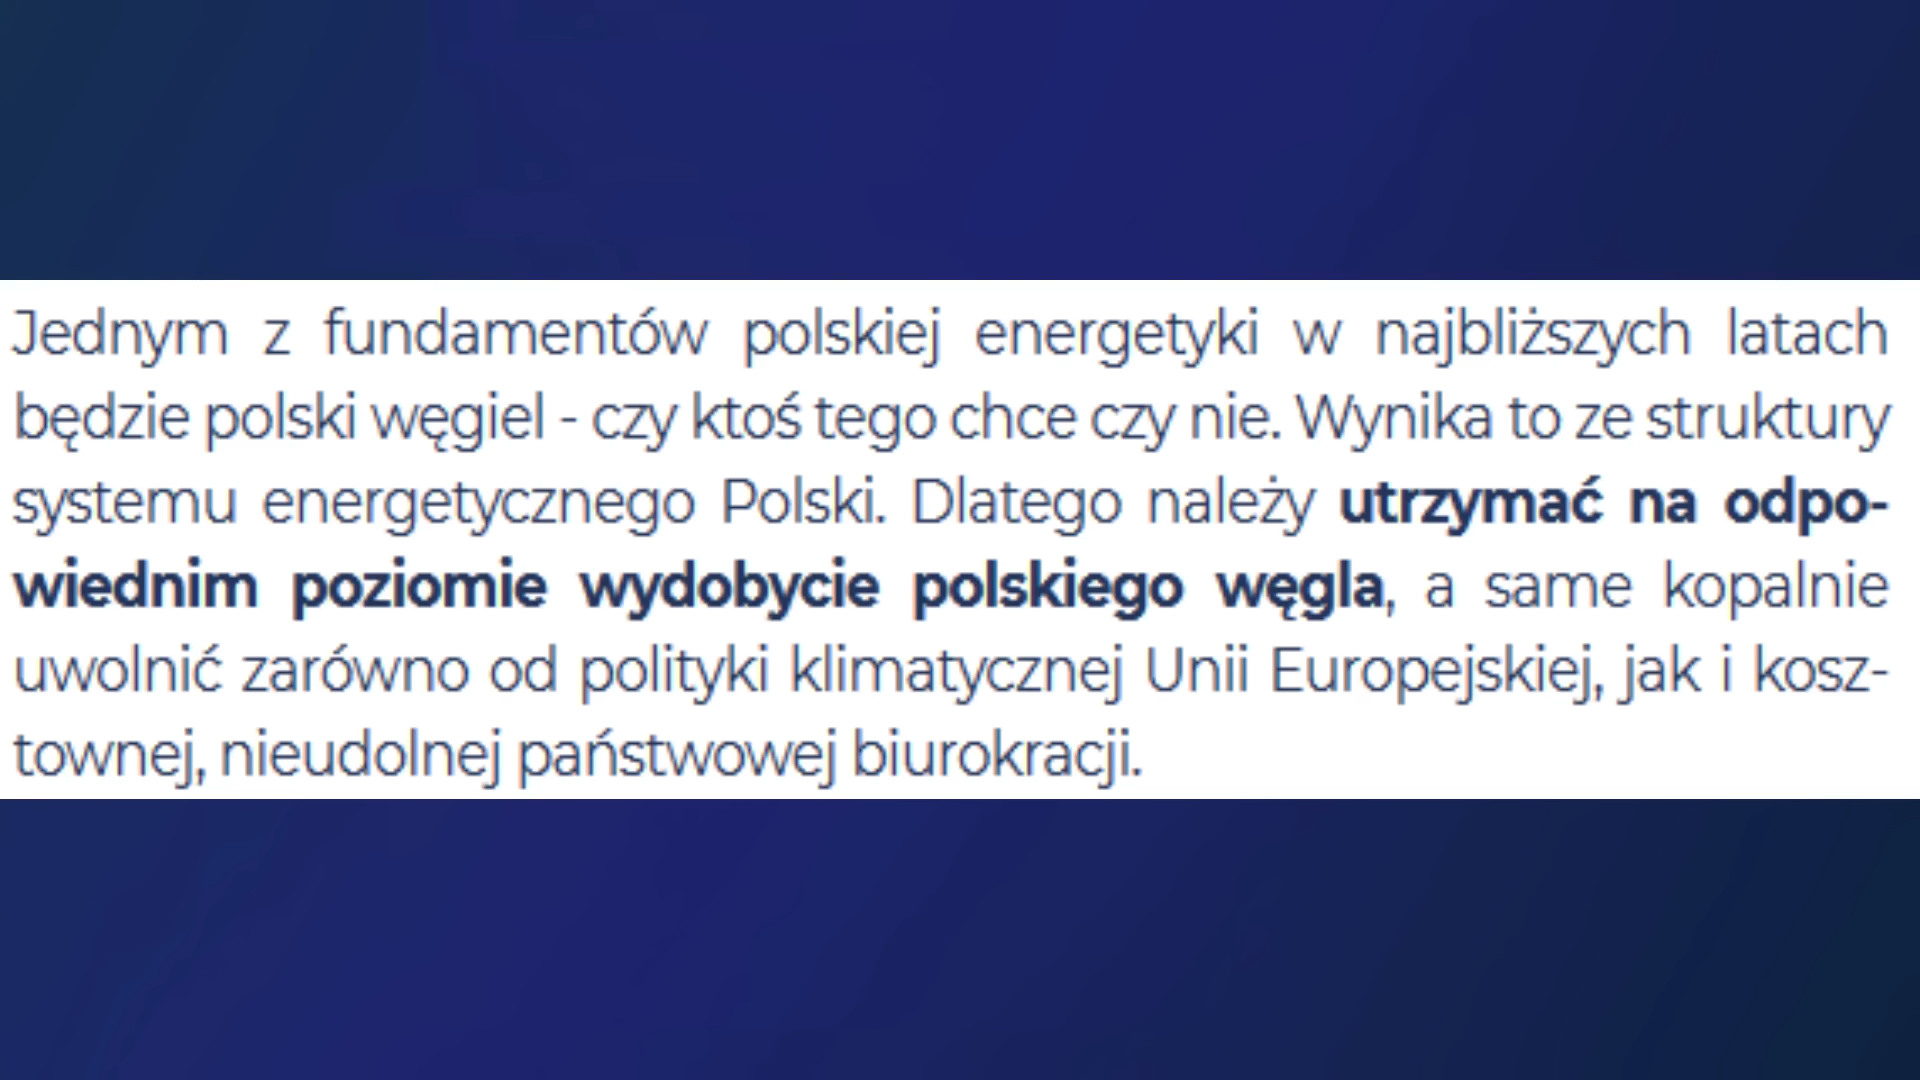 Jednym z fundamentów polskiej energetyki w najbliższych latach
będzie polski węgiel - czy ktoś tego chce czy nie. Wynika to ze struktury
systemu energetycznego Polski. Dlatego należy utrzymać na odpo-
wiednim poziomie wydobycie polskiego węgla, a same kopalnie
uwolnić zarówno od polityki klimatycznej Unii Europejskiej, jak i kosz-
townej, nieudolnej państwowej biurokracji.